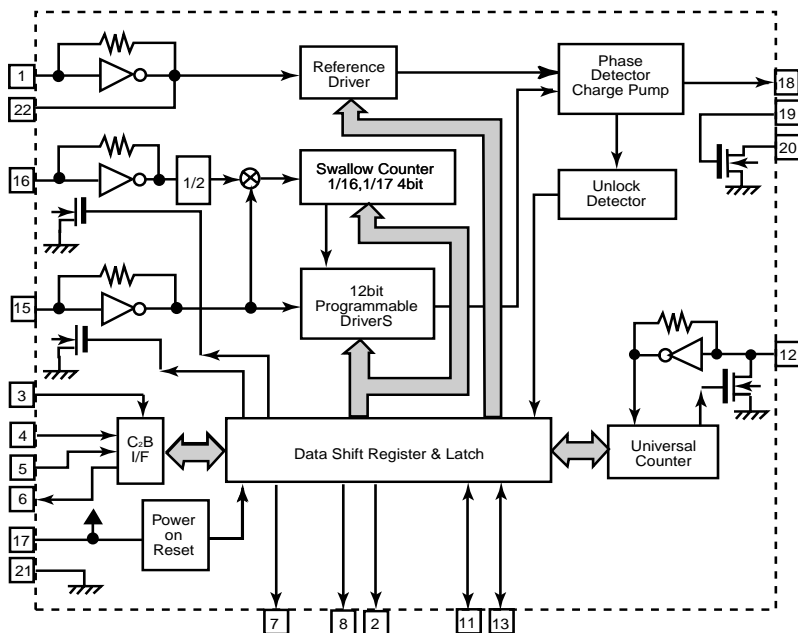 1
22
16
15
3
4
5
6
17
21
Reference
Driver
Phase
Detector
Charge Pump
18
19
20
1/2
Swallow Counter
1/16,1/17 4bit
Unlock
Detector
12bit
Programmable
DriverS
12
C₂B
I/F
Data Shift Register & Latch
Universal
Counter
Power
on
Reset
7
8
2
11
13